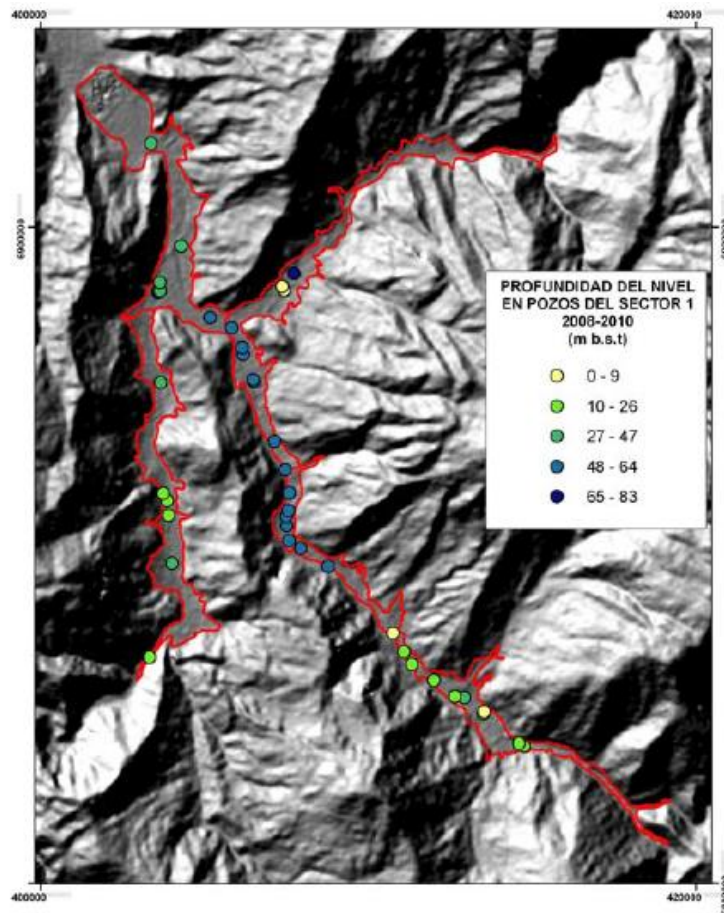 400000
420000
6900000
PROFUNDIDAD DEL NIVEL
EN POZOS DEL SECTOR 1
2008-2010
(m b.s.t)
0 - 9
10 - 26
27 - 47
48 - 64
65 - 83
400000
420000